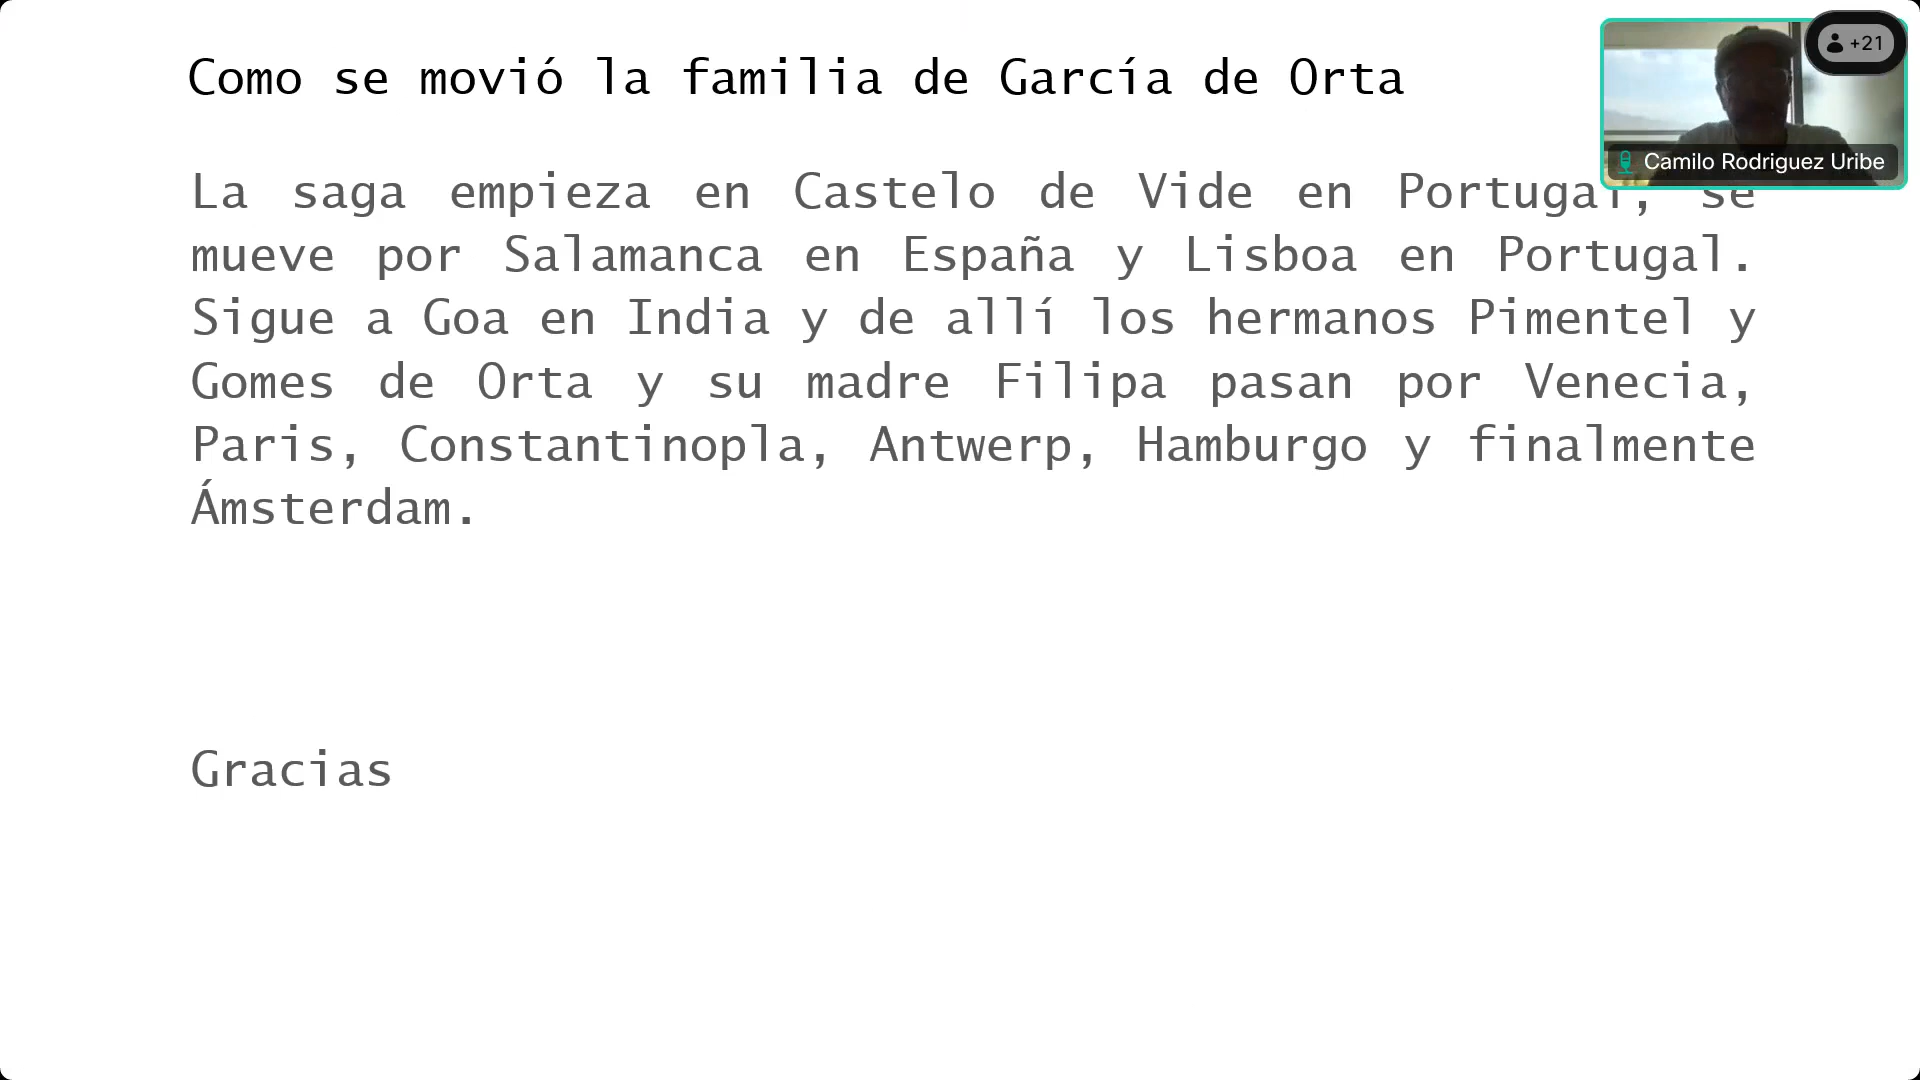 Como se movió la familia de García de Orta
+21
Camilo Rodriguez Uribe
La saga empieza en Castelo de Vide en Portugal, se
mueve por Salamanca en España y Lisboa en Portugal.
Sigue a Goa en India y de allí los hermanos Pimentel y
Gomes de Orta y su madre Filipa pasan por Venecia,
Paris, Constantinopla, Antwerp, Hamburgo y finalmente
Ámsterdam.
Gracias